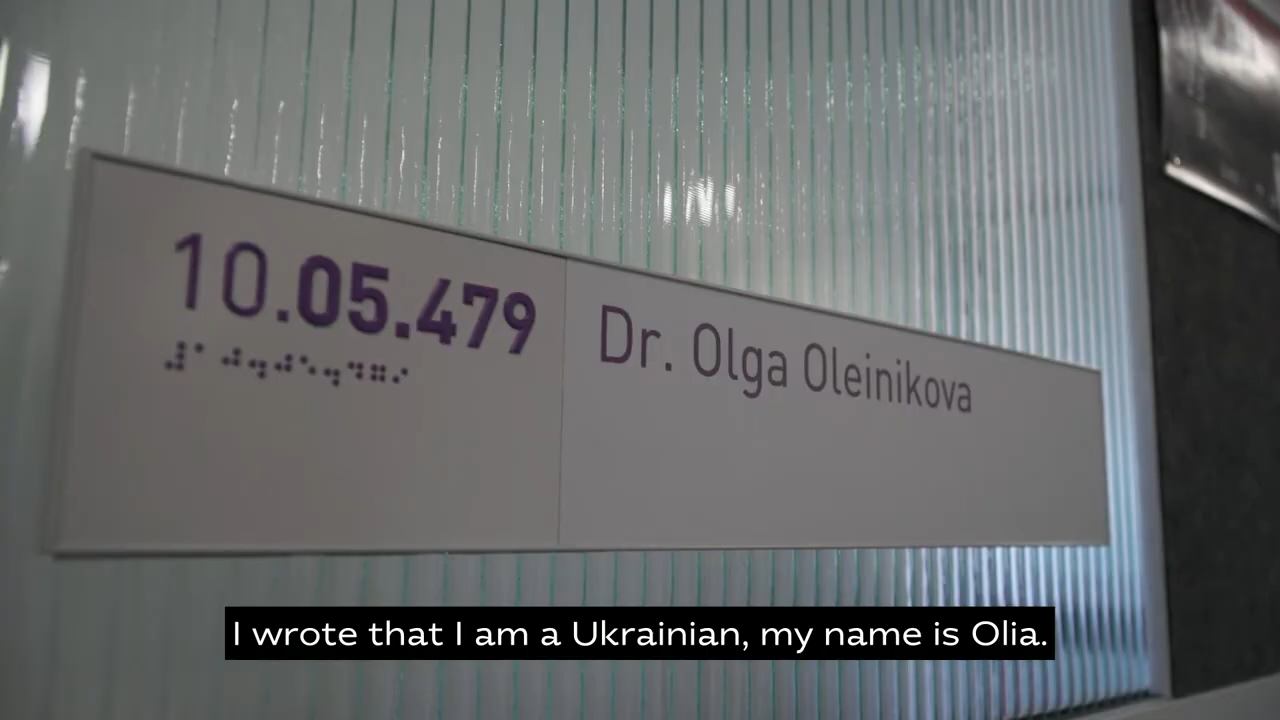 10.05.479
Dr. Olga Oleinikova
I wrote that I am a Ukrainian, my name is Olia.